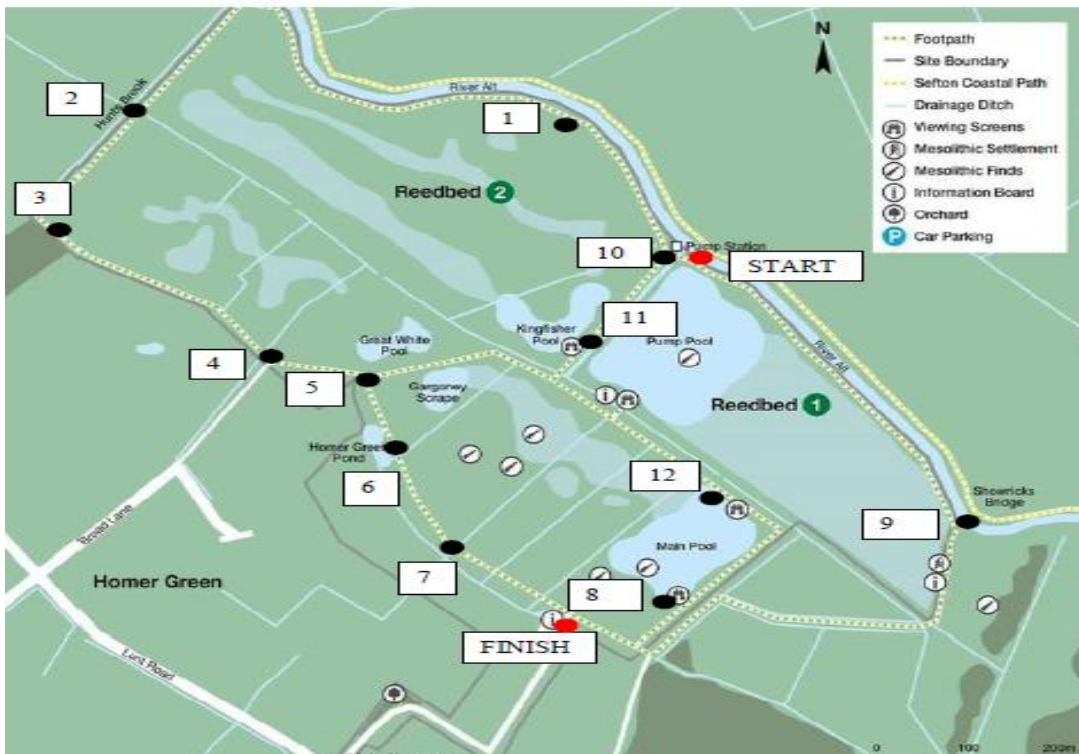 N
Footpath
Site Boundary
Sefton Coastal Path
Drainage Ditch
Viewing Screens
Mesolithic Settlement
Mesolithic Finds
i Information Board
Orchard
P Car Parking
River Alt
Hunts Brook
2
1
3
Reedbed 2
10
Pump Station
START
11
Kingfisher
Pool
Pump Pool
Great White
Pool
4
5
River Alt
Gargoney
Scrape
i
Reedbed 1
Homer Green
Pond
6
12
Showricks
Bridge
9
Broad Lane
Main Pool
7
Homer Green
8
i
i
FINISH
Lunt Road
0 100 200m